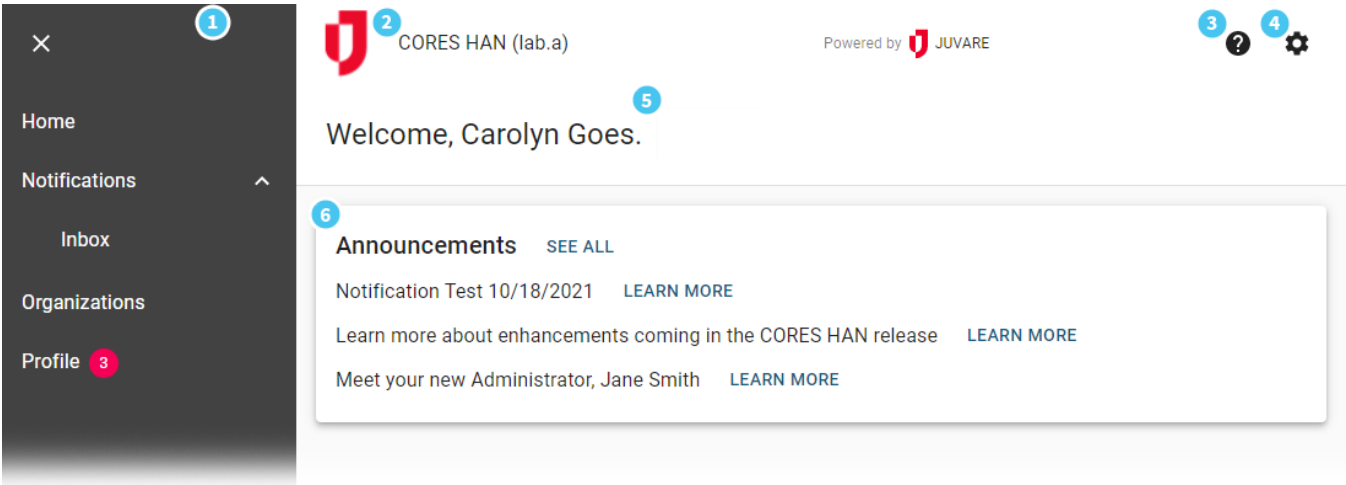 1
Home
Notifications
Inbox
Organizations
Profile 3
2
CORES HAN (lab.a)
Powered by JUVARE
3
4
5
Welcome, Carolyn Goes.
6
Announcements SEE ALL
Notification Test 10/18/2021 LEARN MORE
Learn more about enhancements coming in the CORES HAN release LEARN MORE
Meet your new Administrator, Jane Smith LEARN MORE